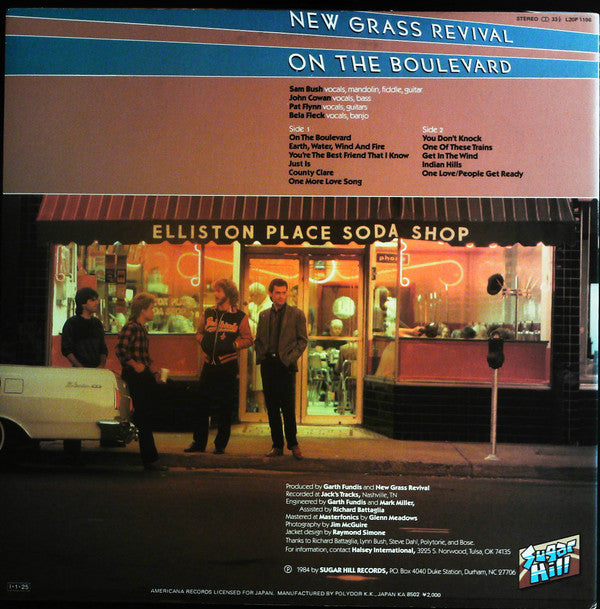 NEW GRASS REVIVAL
STEREO 33⅓ L20P 1106
ON THE BOULEVARD
Sam Bush vocals, mandolin, fiddle, guitar
John Cowan vocals, bass
Pat Flynn vocals, guitars
Bela Fleck vocals, banjo
Side 1
On The Boulevard
Earth, Water, Wind And Fire
You're The Best Friend That I Know
Just Is
County Clare
One More Love Song
Side 2
You Don't Knock
One Of These Trains
Get In The Wind
Indian Hills
One Love/People Get Ready
ELLISTON PLACE SODA SHOP
phone
Produced by Garth Fundis and New Grass Revival
Recorded at Jack's Tracks, Nashville, TN
Engineered by Garth Fundis and Mark Miller,
Assisted by Richard Battaglia
Mastered at Masterfonics by Glenn Meadows
Photography by Jim McGuire
Jacket design by Raymond Simone
Thanks to Richard Battaglia, Lynn Bush, Steve Dahl, Polytone, and Bose.
For information, contact Halsey International, 3225 S. Norwood, Tulsa, OK 74135
℗ 1984 by SUGAR HILL RECORDS, P.O. Box 4040 Duke Station, Durham, NC 27706
Sugar
Hill
AMERICANA RECORDS LICENSED FOR JAPAN. MANUFACTURED BY POLYDOR K.K., JAPAN KA 8502 ¥2,000